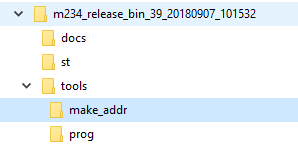 m234_release_bin_39_20180907_101532
docs
st
tools
make_addr
prog